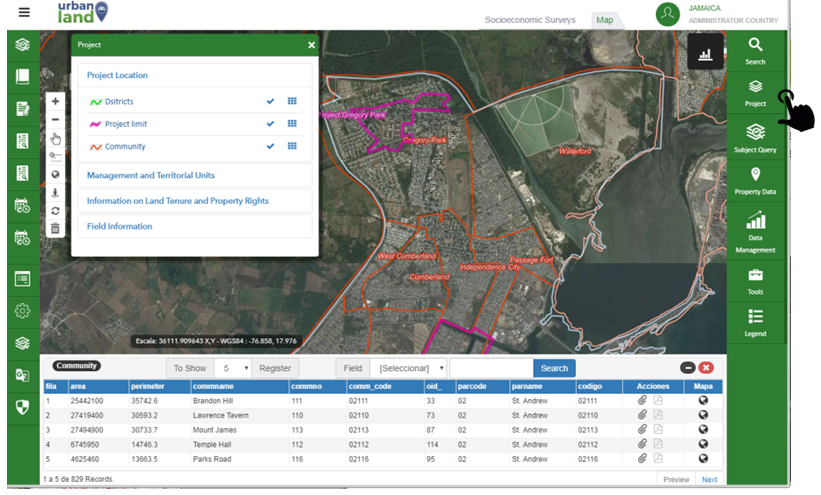 urban
land
Socioeconomic Surveys Map
JAMAICA
ADMINISTRATOR COUNTRY
Project
Project Location
Dsitricts
Project limit
Community
Management and Territorial Units
Information on Land Tenure and Property Rights
Field Information
Project Gregory Park
Gregory Park
Waterford
West Cumberland
Cumberland
Independence City
Passage Fort
Escala: 36111.909643 X,Y - WGS84 : -76.858, 17.976
Search
Project
Subject Query
Property Data
Data
Management
Tools
Legend
Community
To Show 5 Register Field [Seleccionar] Search
fila area perimeter commname commno comm_code oid_ parcode parname codigo Acciones Mapa
1 25442100 35742.6 Brandon Hill 111 02111 33 02 St. Andrew 02111
2 27419400 30593.2 Lawrence Tavern 110 02110 73 02 St. Andrew 02110
3 27494900 30733.7 Mount James 113 02113 87 02 St. Andrew 02113
4 6745950 14746.3 Temple Hall 112 02112 114 02 St. Andrew 02112
5 4625460 13663.5 Parks Road 116 02116 95 02 St. Andrew 02116
1 a 5 de 829 Records.
Preview Next